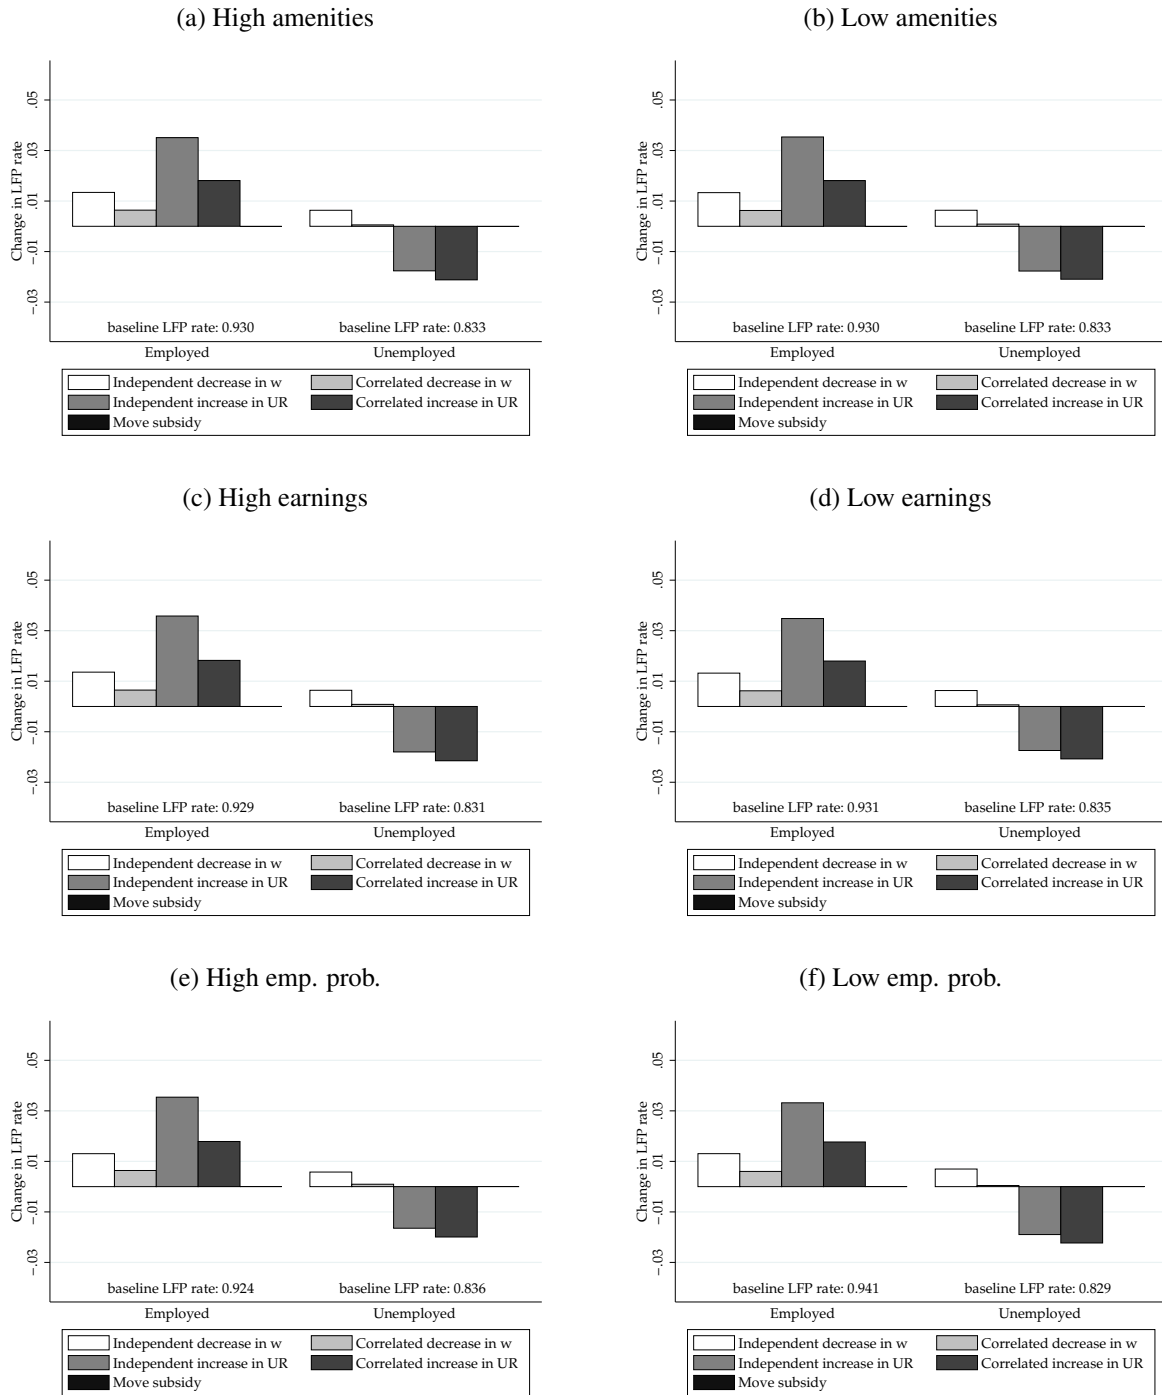 (a) High amenities
Change in LFP rate
.05
.03
.01
-.01
-.03
baseline LFP rate: 0.930
baseline LFP rate: 0.833
Employed
Unemployed
Independent decrease in w
Correlated decrease in w
Independent increase in UR
Correlated increase in UR
Move subsidy
(b) Low amenities
Change in LFP rate
.05
.03
.01
-.01
-.03
baseline LFP rate: 0.930
baseline LFP rate: 0.833
Employed
Unemployed
Independent decrease in w
Correlated decrease in w
Independent increase in UR
Correlated increase in UR
Move subsidy
(c) High earnings
Change in LFP rate
.05
.03
.01
-.01
-.03
baseline LFP rate: 0.929
baseline LFP rate: 0.831
Employed
Unemployed
Independent decrease in w
Correlated decrease in w
Independent increase in UR
Correlated increase in UR
Move subsidy
(d) Low earnings
Change in LFP rate
.05
.03
.01
-.01
-.03
baseline LFP rate: 0.931
baseline LFP rate: 0.835
Employed
Unemployed
Independent decrease in w
Correlated decrease in w
Independent increase in UR
Correlated increase in UR
Move subsidy
(e) High emp. prob.
Change in LFP rate
.05
.03
.01
-.01
-.03
baseline LFP rate: 0.924
baseline LFP rate: 0.836
Employed
Unemployed
Independent decrease in w
Correlated decrease in w
Independent increase in UR
Correlated increase in UR
Move subsidy
(f) Low emp. prob.
Change in LFP rate
.05
.03
.01
-.01
-.03
baseline LFP rate: 0.941
baseline LFP rate: 0.829
Employed
Unemployed
Independent decrease in w
Correlated decrease in w
Independent increase in UR
Correlated increase in UR
Move subsidy